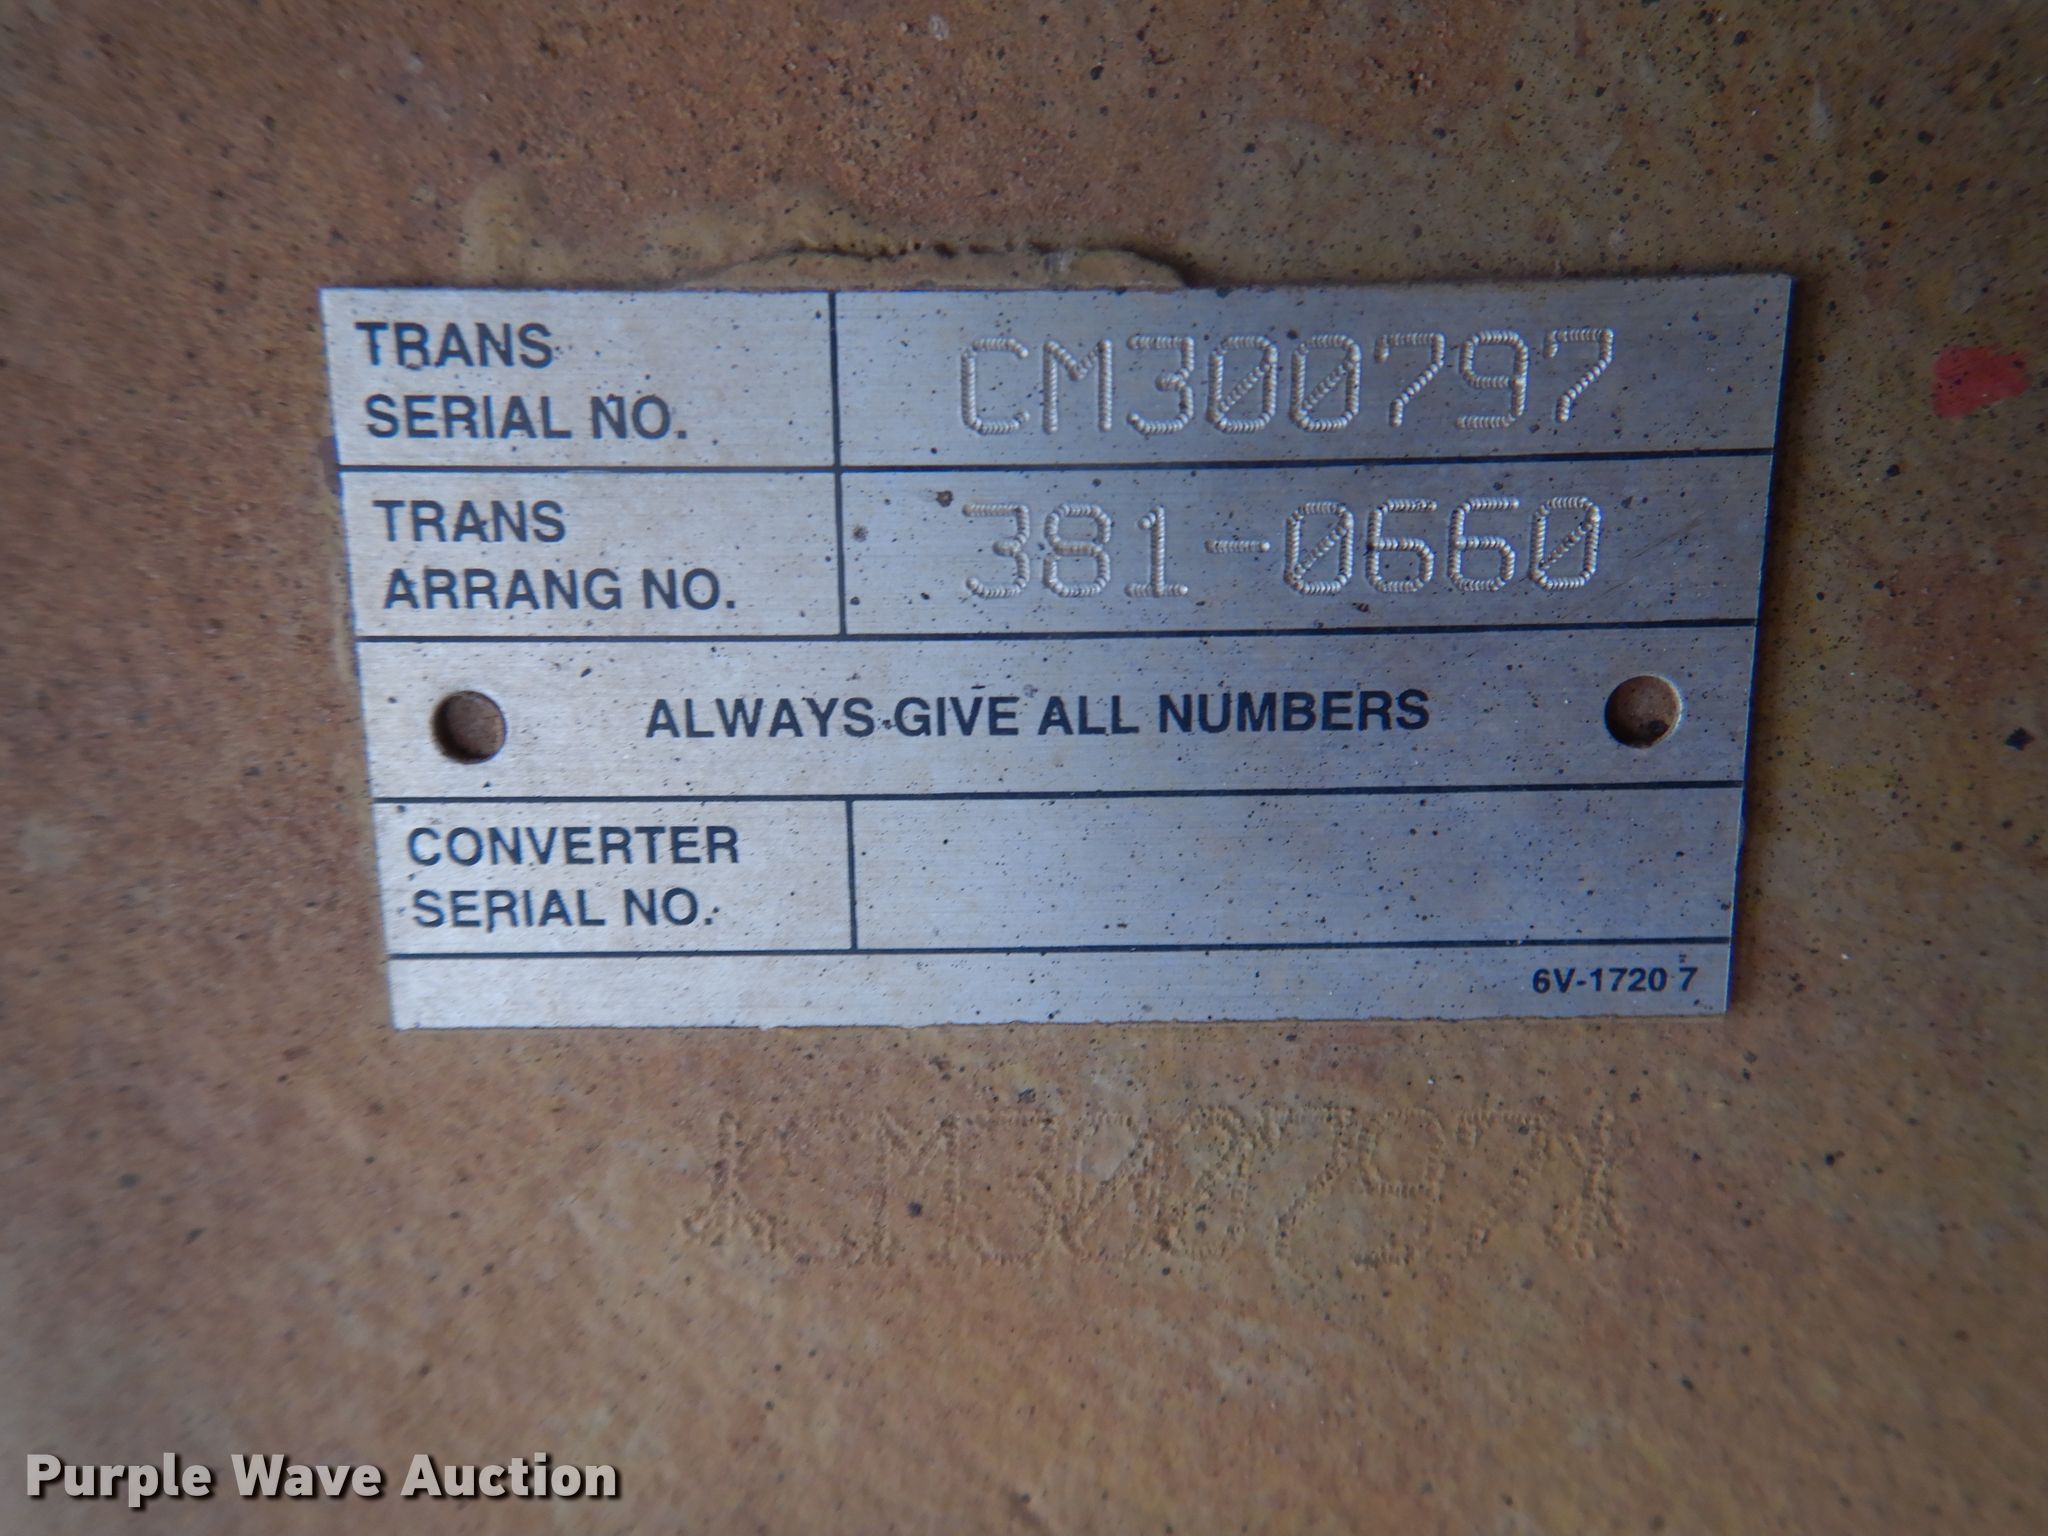 TRANS
SERIAL NO.
CM300797
TRANS
ARRANG NO.
381-0660
ALWAYS GIVE ALL NUMBERS
CONVERTER
SERIAL NO.
6V-1720 7
Purple Wave Auction